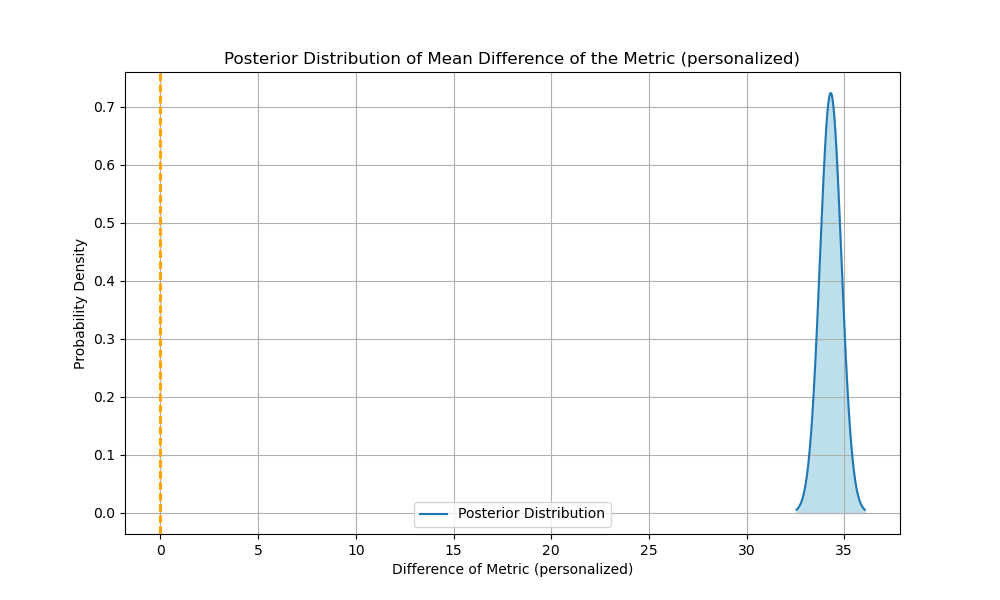 Posterior Distribution of Mean Difference of the Metric (personalized)
Probability Density
0.7
0.6
0.5
0.4
0.3
0.2
0.1
0.0
Posterior Distribution
0 5 10 15 20 25 30 35
Difference of Metric (personalized)